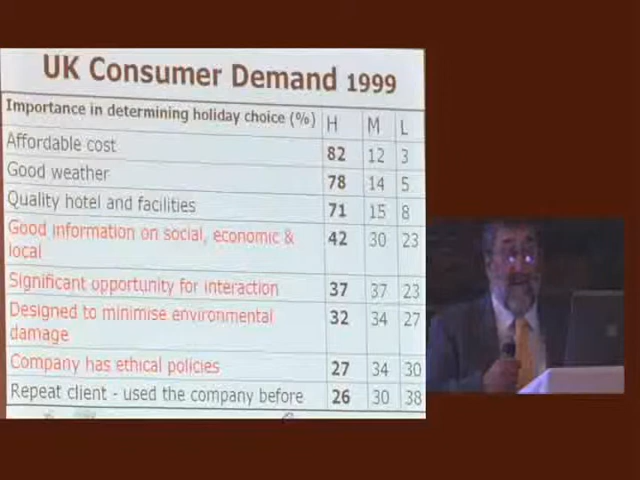 UK Consumer Demand 1999
Importance in determining holiday choice (%) H M L
Affordable cost 82 12 3
Good weather 78 14 5
Quality hotel and facilities 71 15 8
Good information on social, economic & 42 30 23
local
Significant opportunity for interaction 37 37 23
Designed to minimise environmental 32 34 27
damage
Company has ethical policies 27 34 30
Repeat client - used the company before 26 30 38